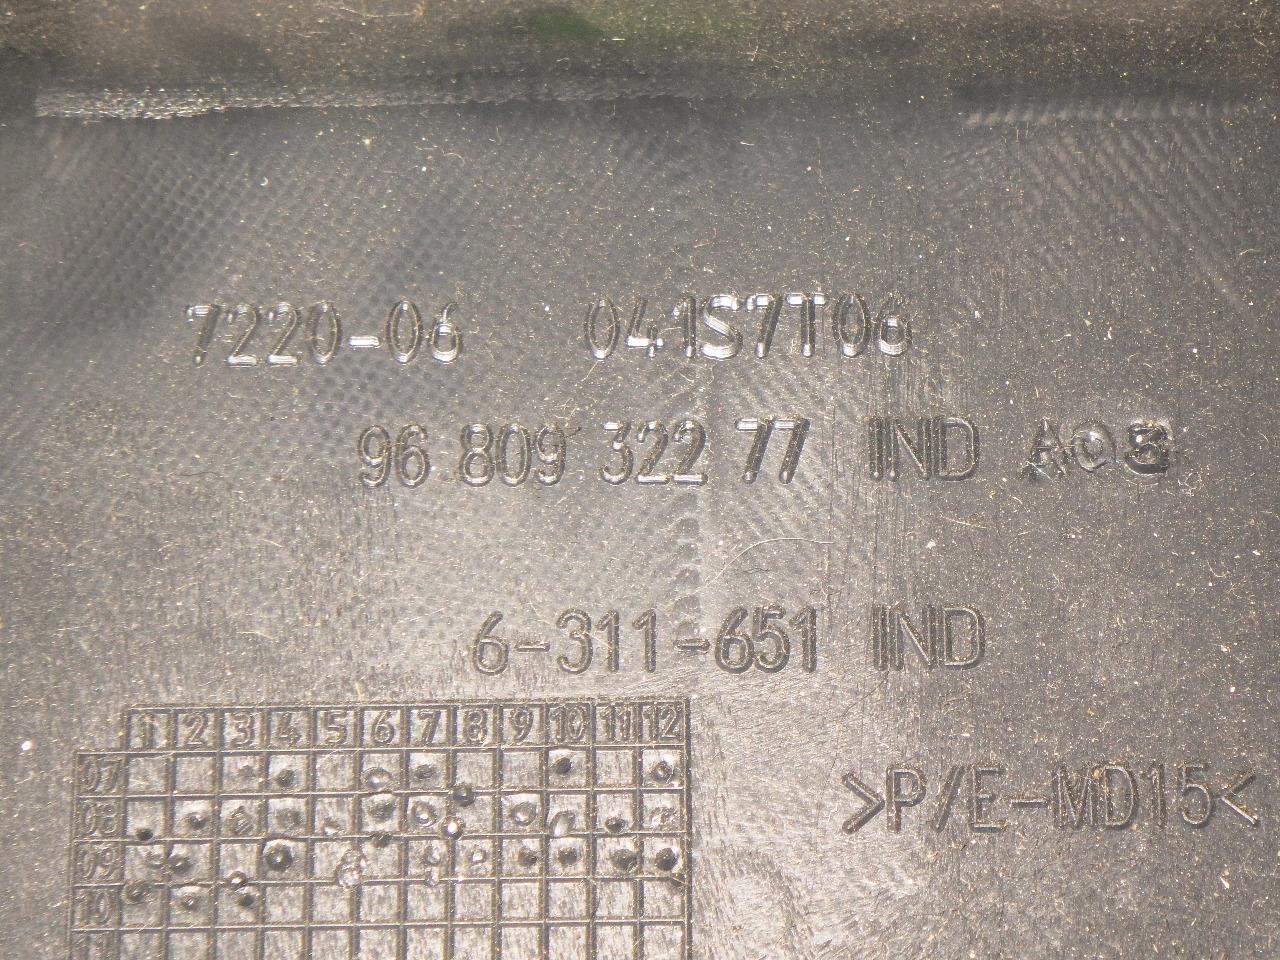 7220-06 041S7T06
96 809 322 77 IND A03
6-311-651 IND
1 2 3 4 5 6 7 8 9 10 11 12
07
>P/E-MD15<
08
09
10